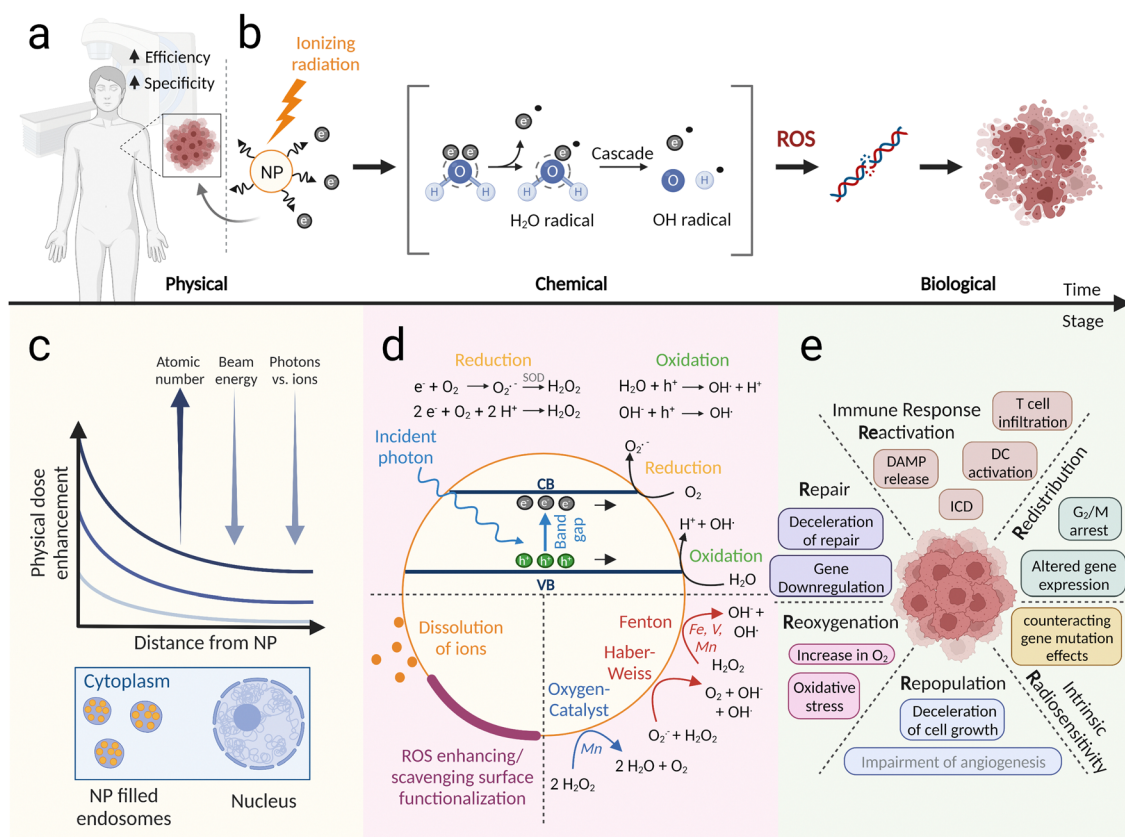 a
Efficiency
Specificity
b
Ionizing
radiation
NP
e⁻
e⁻
e⁻
e⁻ e⁻
O
H H
e⁻
e⁻
O
H H
H₂O radical
Cascade
e⁻
O H
OH radical
ROS
Physical
Chemical
Biological
Time
Stage
c
Atomic
number
Beam
energy
Photons
vs. ions
Physical dose
enhancement
Distance from NP
Cytoplasm
NP filled
endosomes
Nucleus
d
Reduction
e⁻ + O₂ → O₂·⁻ SOD → H₂O₂
2 e⁻ + O₂ + 2 H⁺ → H₂O₂
Oxidation
H₂O + h⁺ → OH· + H⁺
OH⁻ + h⁺ → OH·
Incident
photon
CB
e⁻ e⁻ e⁻
Band
gap
h⁺ h⁺ h⁺
VB
O₂·⁻
Reduction
O₂
H⁺ + OH·
Oxidation
H₂O
Dissolution
of ions
ROS enhancing/
scavenging surface
functionalization
Fenton
Fe, V,
Mn
OH⁻ +
OH·
H₂O₂
Haber-
Weiss
O₂ + OH⁻
+ OH·
O₂·⁻ + H₂O₂
Oxygen-
Catalyst
Mn
2 H₂O + O₂
2 H₂O₂
e
Immune Response
Reactivation
T cell
infiltration
DC
activation
DAMP
release
ICD
Repair
Deceleration
of repair
Gene
Downregulation
Redistribution
G₂/M
arrest
Altered gene
expression
Reoxygenation
Increase in O₂
Oxidative
stress
Repopulation
Deceleration
of cell growth
Impairment of angiogenesis
counteracting
gene mutation
effects
Intrinsic
Radiosensitivity